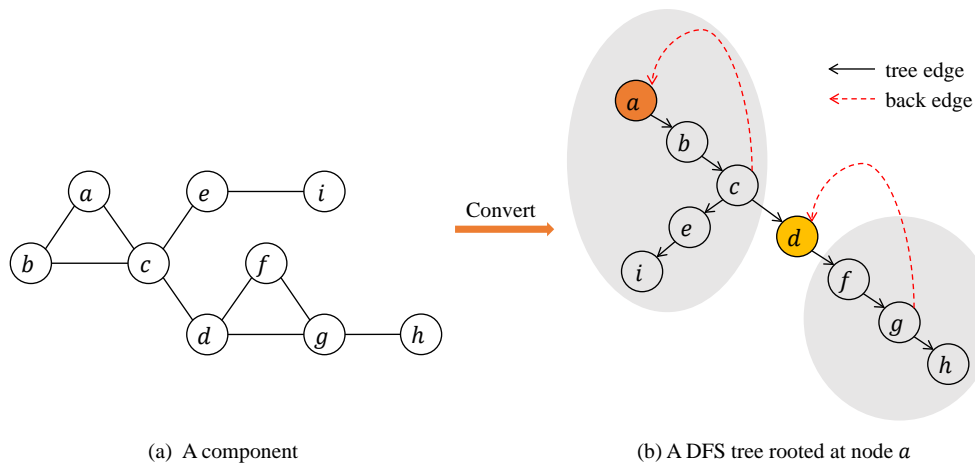 a
b
c
e
i
d
f
g
h
(a) A component
Convert
a
b
c
e
i
d
f
g
h
tree edge
back edge
(b) A DFS tree rooted at node a